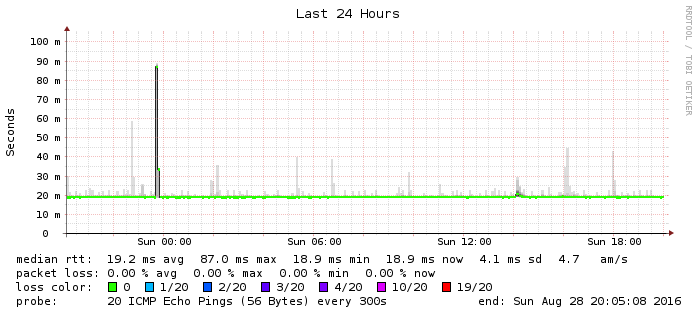 Last 24 Hours
RRDTOOL / TOBI OETIKER
Seconds
100 m
90 m
80 m
70 m
60 m
50 m
40 m
30 m
20 m
10 m
0
Sun 00:00 Sun 06:00 Sun 12:00 Sun 18:00
median rtt: 19.2 ms avg 87.0 ms max 18.9 ms min 18.9 ms now 4.1 ms sd 4.7 am/s
packet loss: 0.00 % avg 0.00 % max 0.00 % min 0.00 % now
loss color: 0 1/20 2/20 3/20 4/20 10/20 19/20
probe: 20 ICMP Echo Pings (56 Bytes) every 300s end: Sun Aug 28 20:05:08 2016